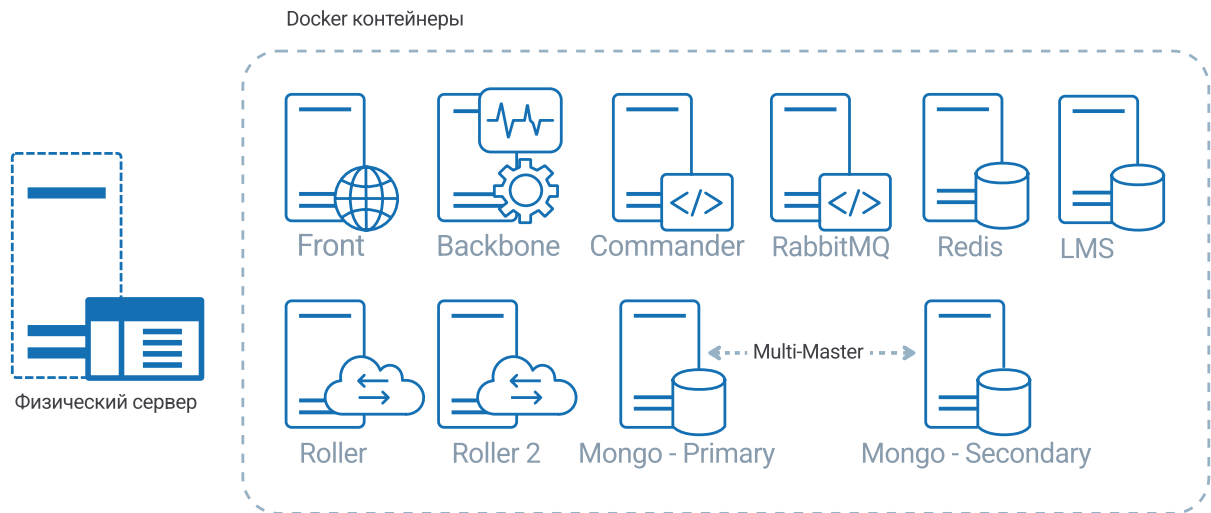 Docker контейнеры
Front
Backbone
Commander
RabbitMQ
Redis
LMS
Физический сервер
Multi-Master
Roller
Roller 2
Mongo - Primary
Mongo - Secondary